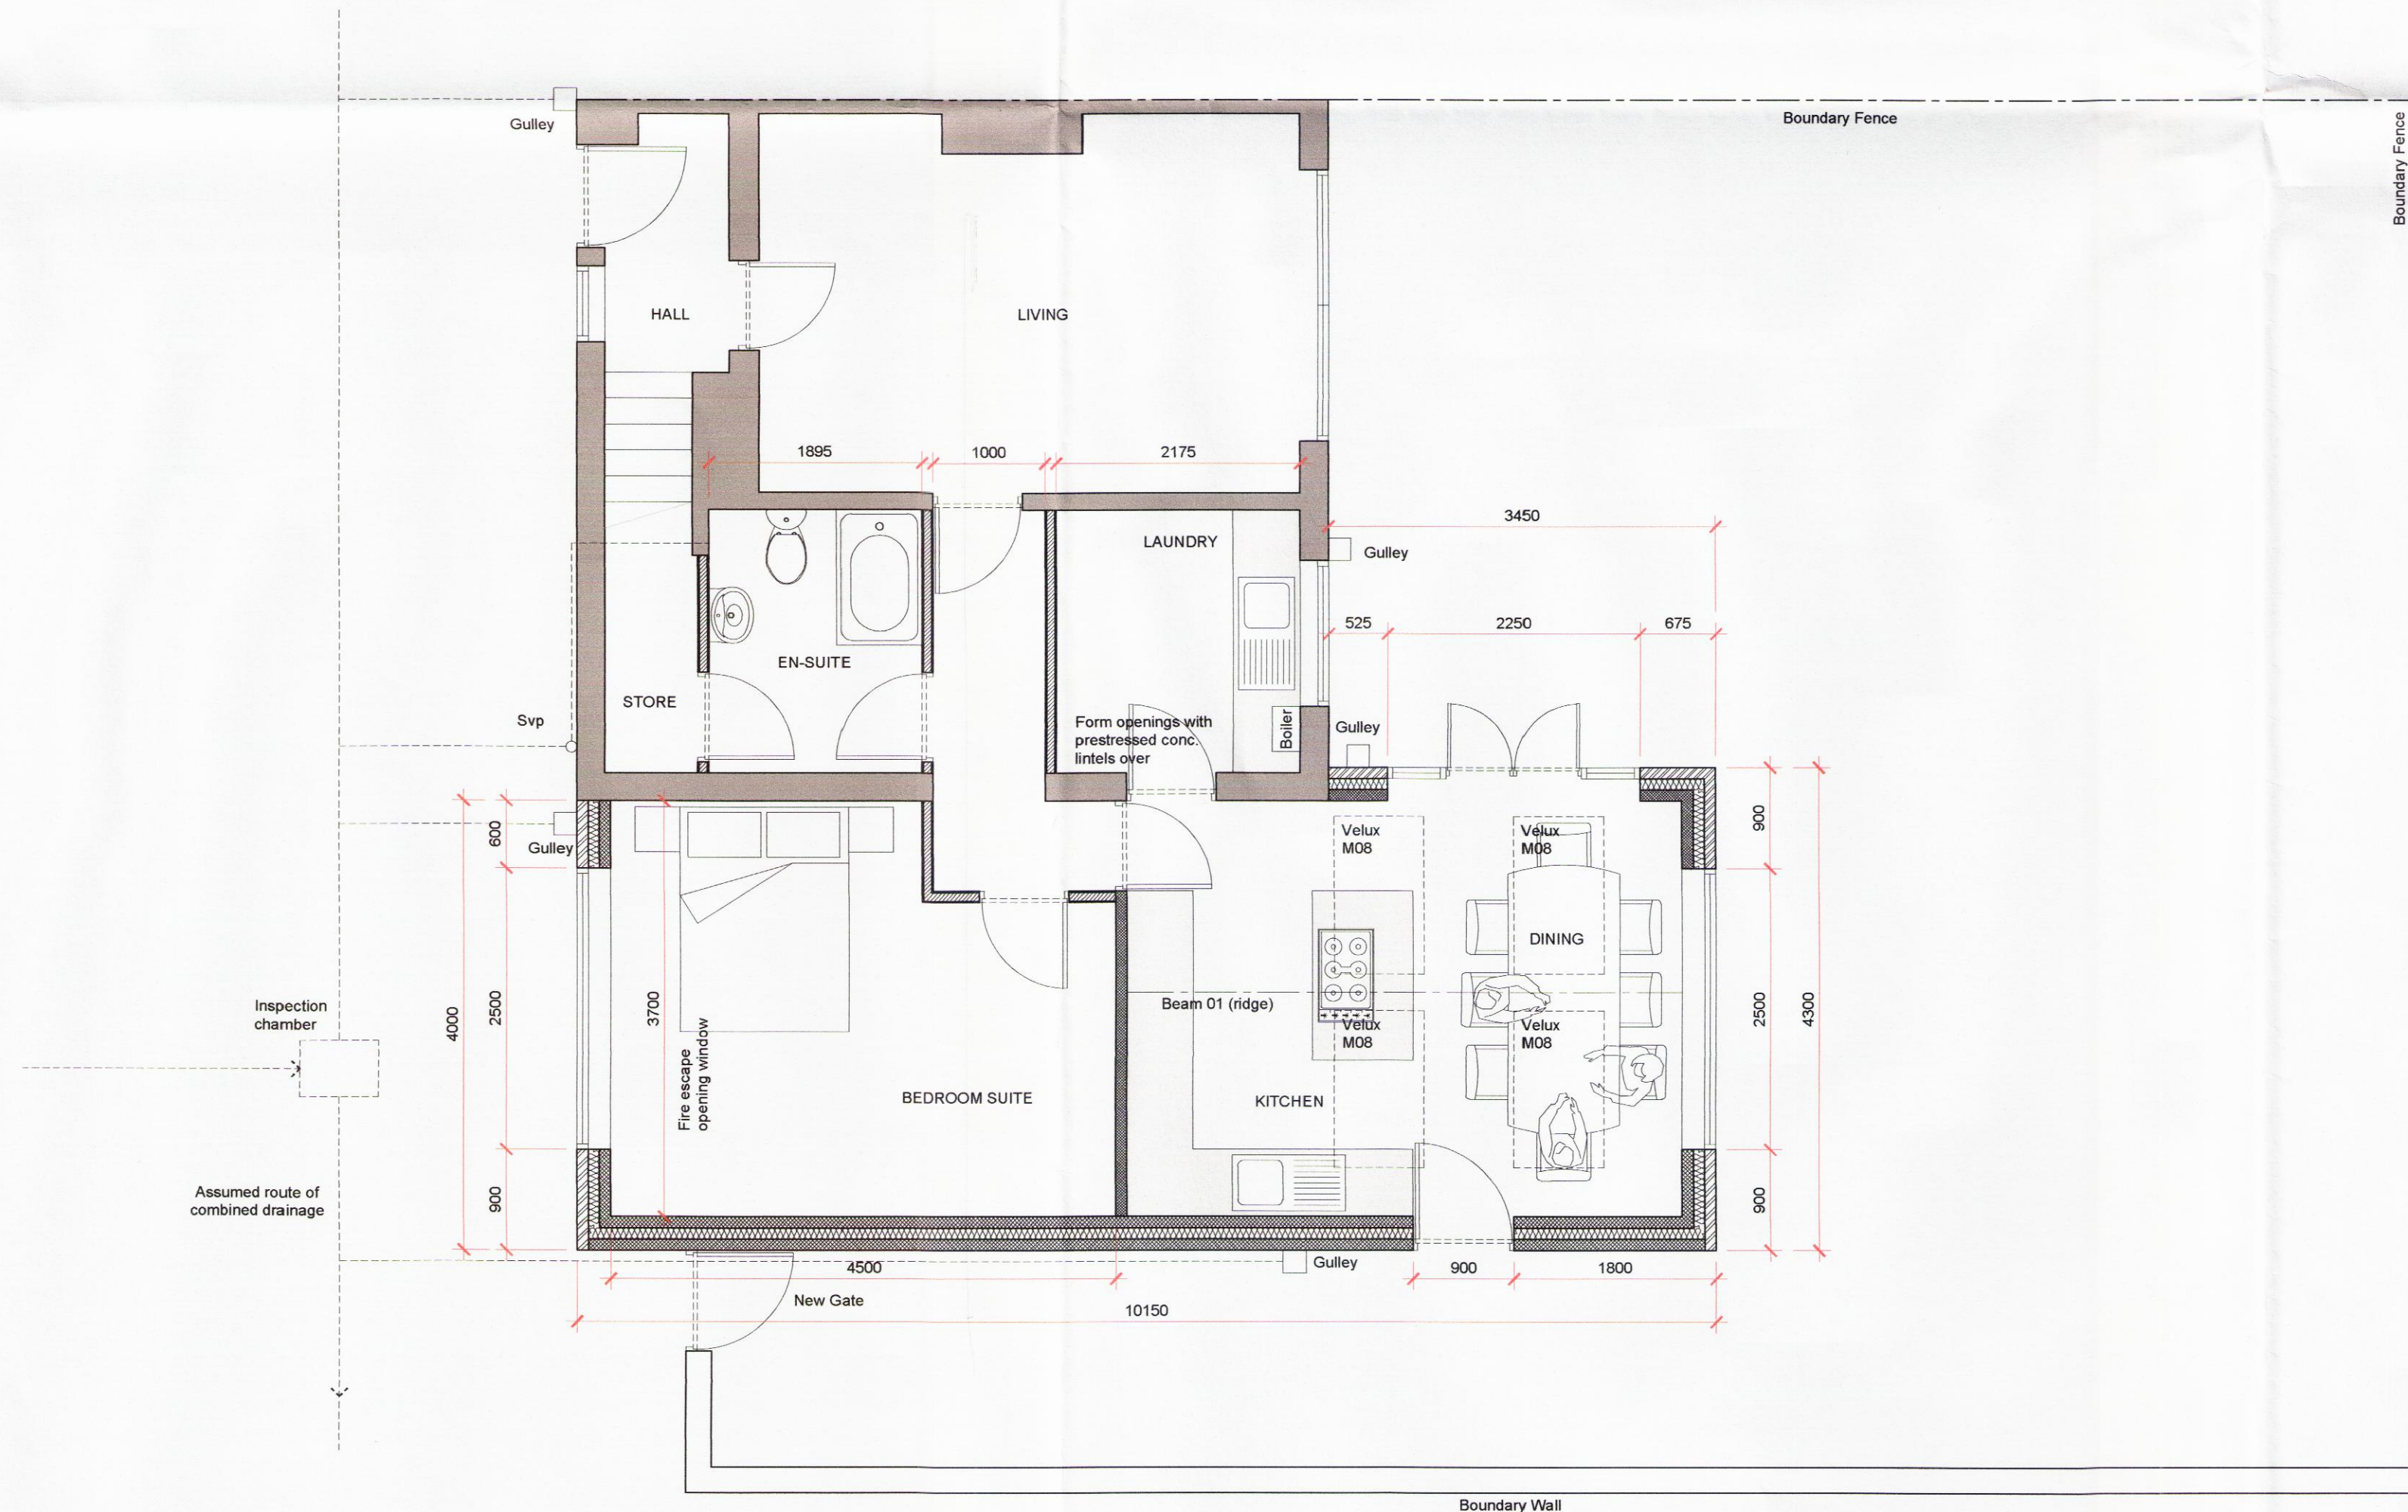 Boundary Fence
Boundary Fence
Gulley
HALL
LIVING
1895
1000
2175
3450
LAUNDRY
Gulley
525
2250
675
EN-SUITE
STORE
Svp
Form openings with
prestressed conc.
lintels over
Boiler
Gulley
600
Gulley
900
Velux
M08
Velux
M08
DINING
4000
2500
3700
Fire escape
opening window
Beam 01 (ridge)
2500
4300
Inspection
chamber
Velux
M08
Velux
M08
BEDROOM SUITE
KITCHEN
Assumed route of
combined drainage
900
900
4500
Gulley
900
1800
New Gate
10150
Boundary Wall